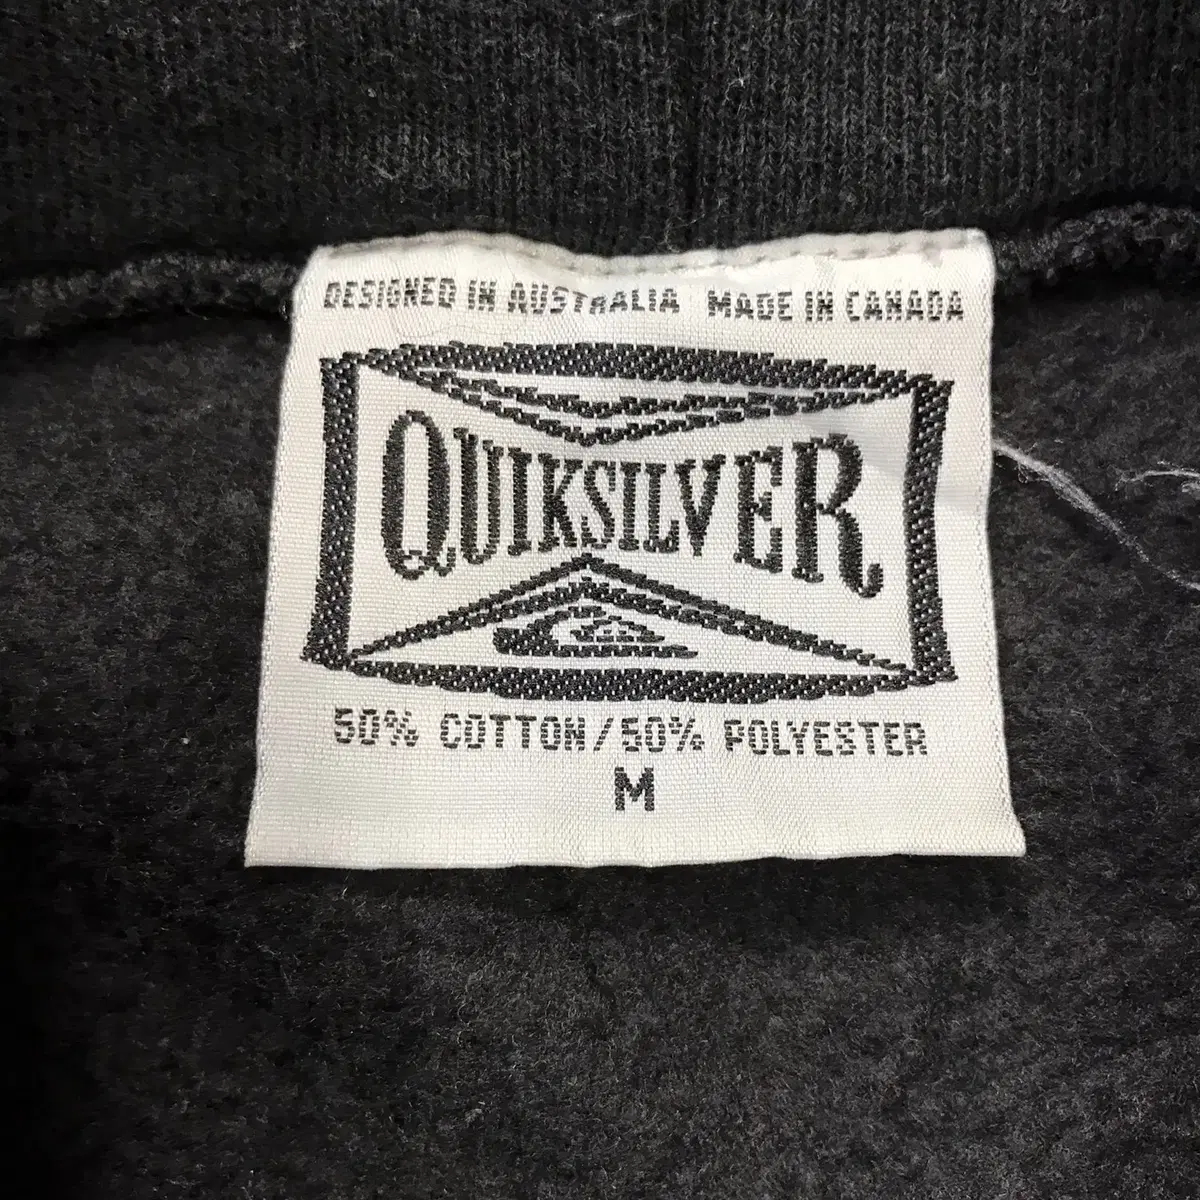 DESIGNED IN AUSTRALIA MADE IN CANADA
QUIKSILVER
50% COTTON/50% POLYESTER
M